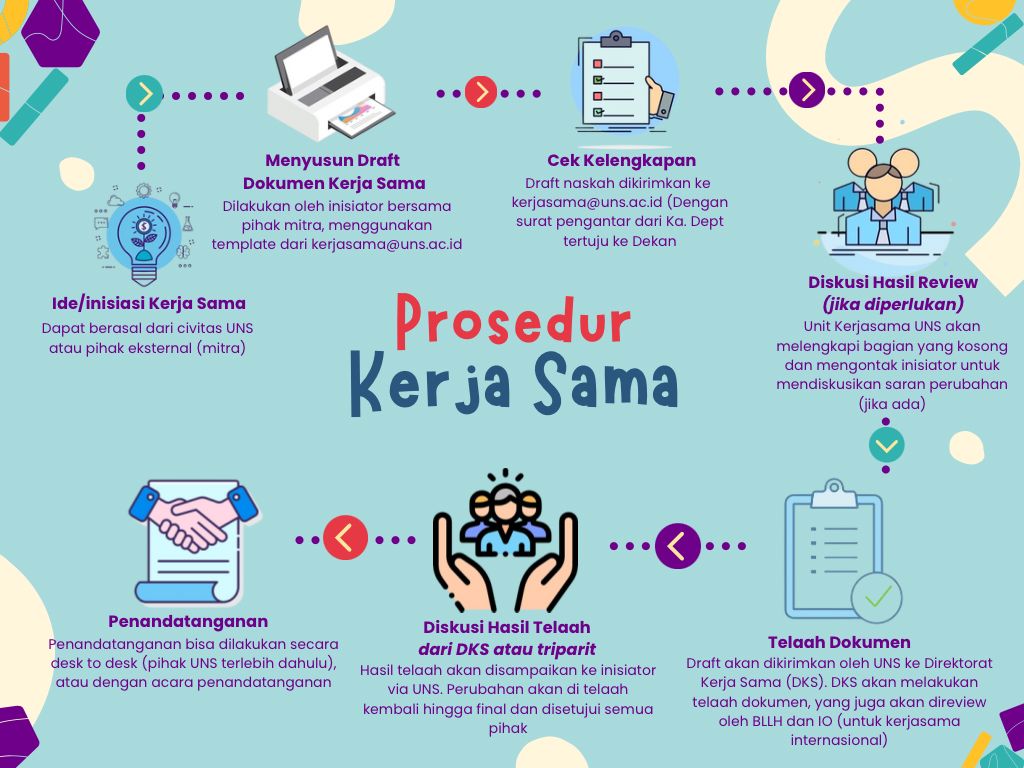 Prosedur
Kerja Sama
Ide/inisiasi Kerja Sama
Dapat berasal dari civitas UNS
atau pihak eksternal (mitra)
Menyusun Draft
Dokumen Kerja Sama
Dilakukan oleh inisiator bersama
pihak mitra, menggunakan
template dari kerjasama@uns.ac.id
Cek Kelengkapan
Draft naskah dikirimkan ke
kerjasama@uns.ac.id (Dengan
surat pengantar dari Ka. Dept
tertuju ke Dekan
Diskusi Hasil Review
(jika diperlukan)
Unit Kerjasama UNS akan
melengkapi bagian yang kosong
dan mengontak inisiator untuk
mendiskusikan saran perubahan
(jika ada)
Telaah Dokumen
Draft akan dikirimkan oleh UNS ke Direktorat
Kerja Sama (DKS). DKS akan melakukan
telaah dokumen, yang juga akan direview
oleh BLLH dan IO (untuk kerjasama
internasional)
Diskusi Hasil Telaah
dari DKS atau triparit
Hasil telaah akan disampaikan ke inisiator
via UNS. Perubahan akan di telaah
kembali hingga final dan disetujui semua
pihak
Penandatanganan
Penandatanganan bisa dilakukan secara
desk to desk (pihak UNS terlebih dahulu),
atau dengan acara penandatanganan